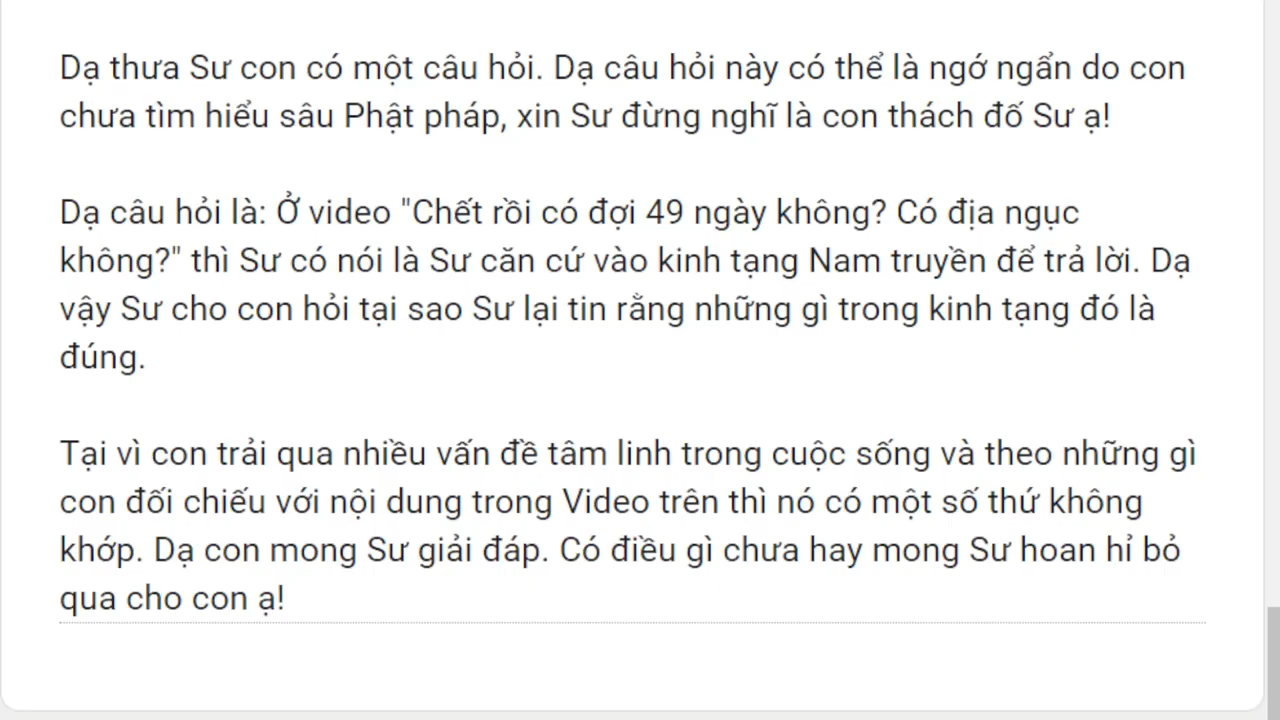 Dạ thưa Sư con có một câu hỏi. Dạ câu hỏi này có thể là ngớ ngẩn do con
chưa tìm hiểu sâu Phật pháp, xin Sư đừng nghĩ là con thách đố Sư ạ!
Dạ câu hỏi là: Ở video "Chết rồi có đợi 49 ngày không? Có địa ngục
không?" thì Sư có nói là Sư căn cứ vào kinh tạng Nam truyền để trả lời. Dạ
vậy Sư cho con hỏi tại sao Sư lại tin rằng những gì trong kinh tạng đó là
đúng.
Tại vì con trải qua nhiều vấn đề tâm linh trong cuộc sống và theo những gì
con đối chiếu với nội dung trong Video trên thì nó có một số thứ không
khớp. Dạ con mong Sư giải đáp. Có điều gì chưa hay mong Sư hoan hỉ bỏ
qua cho con ạ!